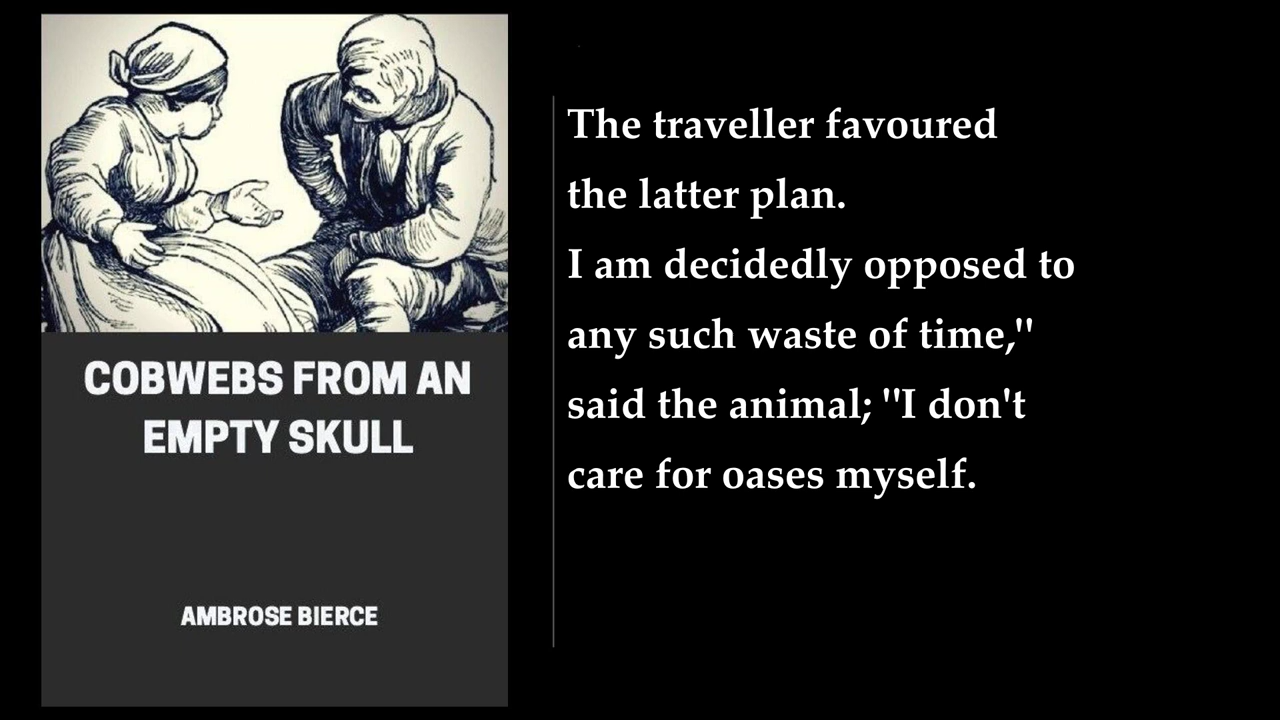 COBWEBS FROM AN
EMPTY SKULL
AMBROSE BIERCE
The traveller favoured
the latter plan.
I am decidedly opposed to
any such waste of time,"
said the animal; "I don't
care for oases myself.